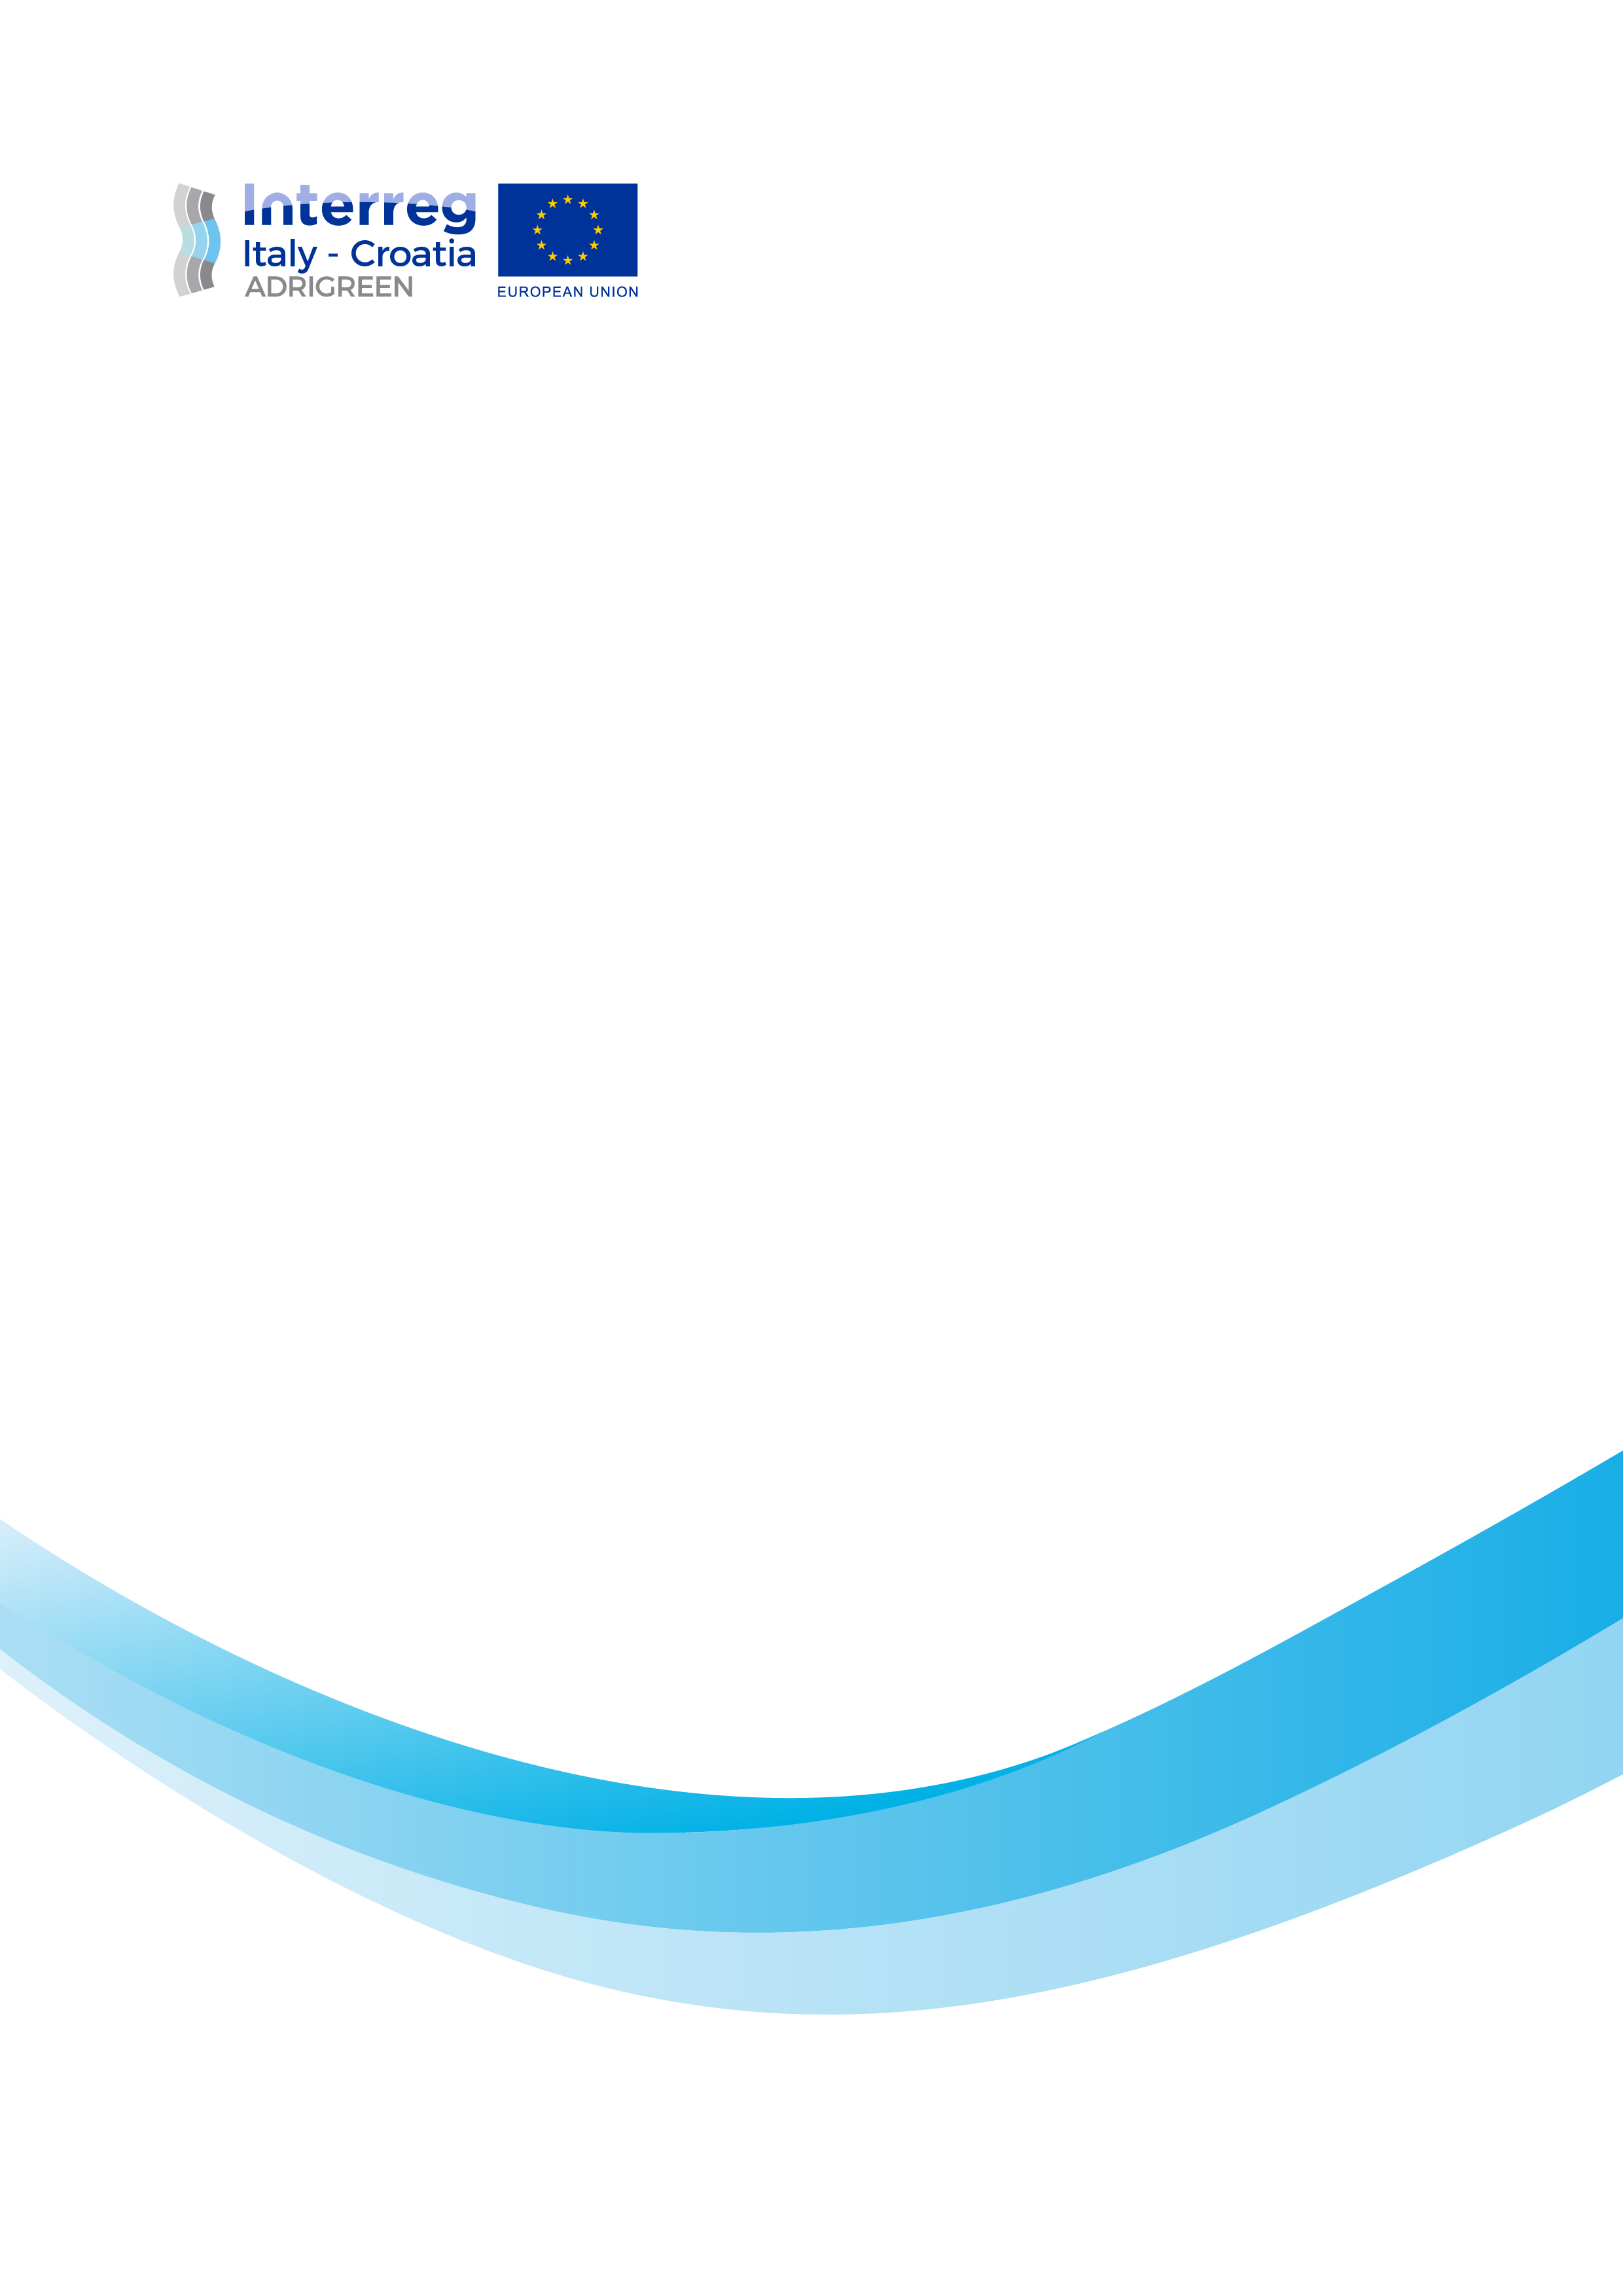 Interreg
Italy - Croatia
ADRIGREEN
EUROPEAN UNION